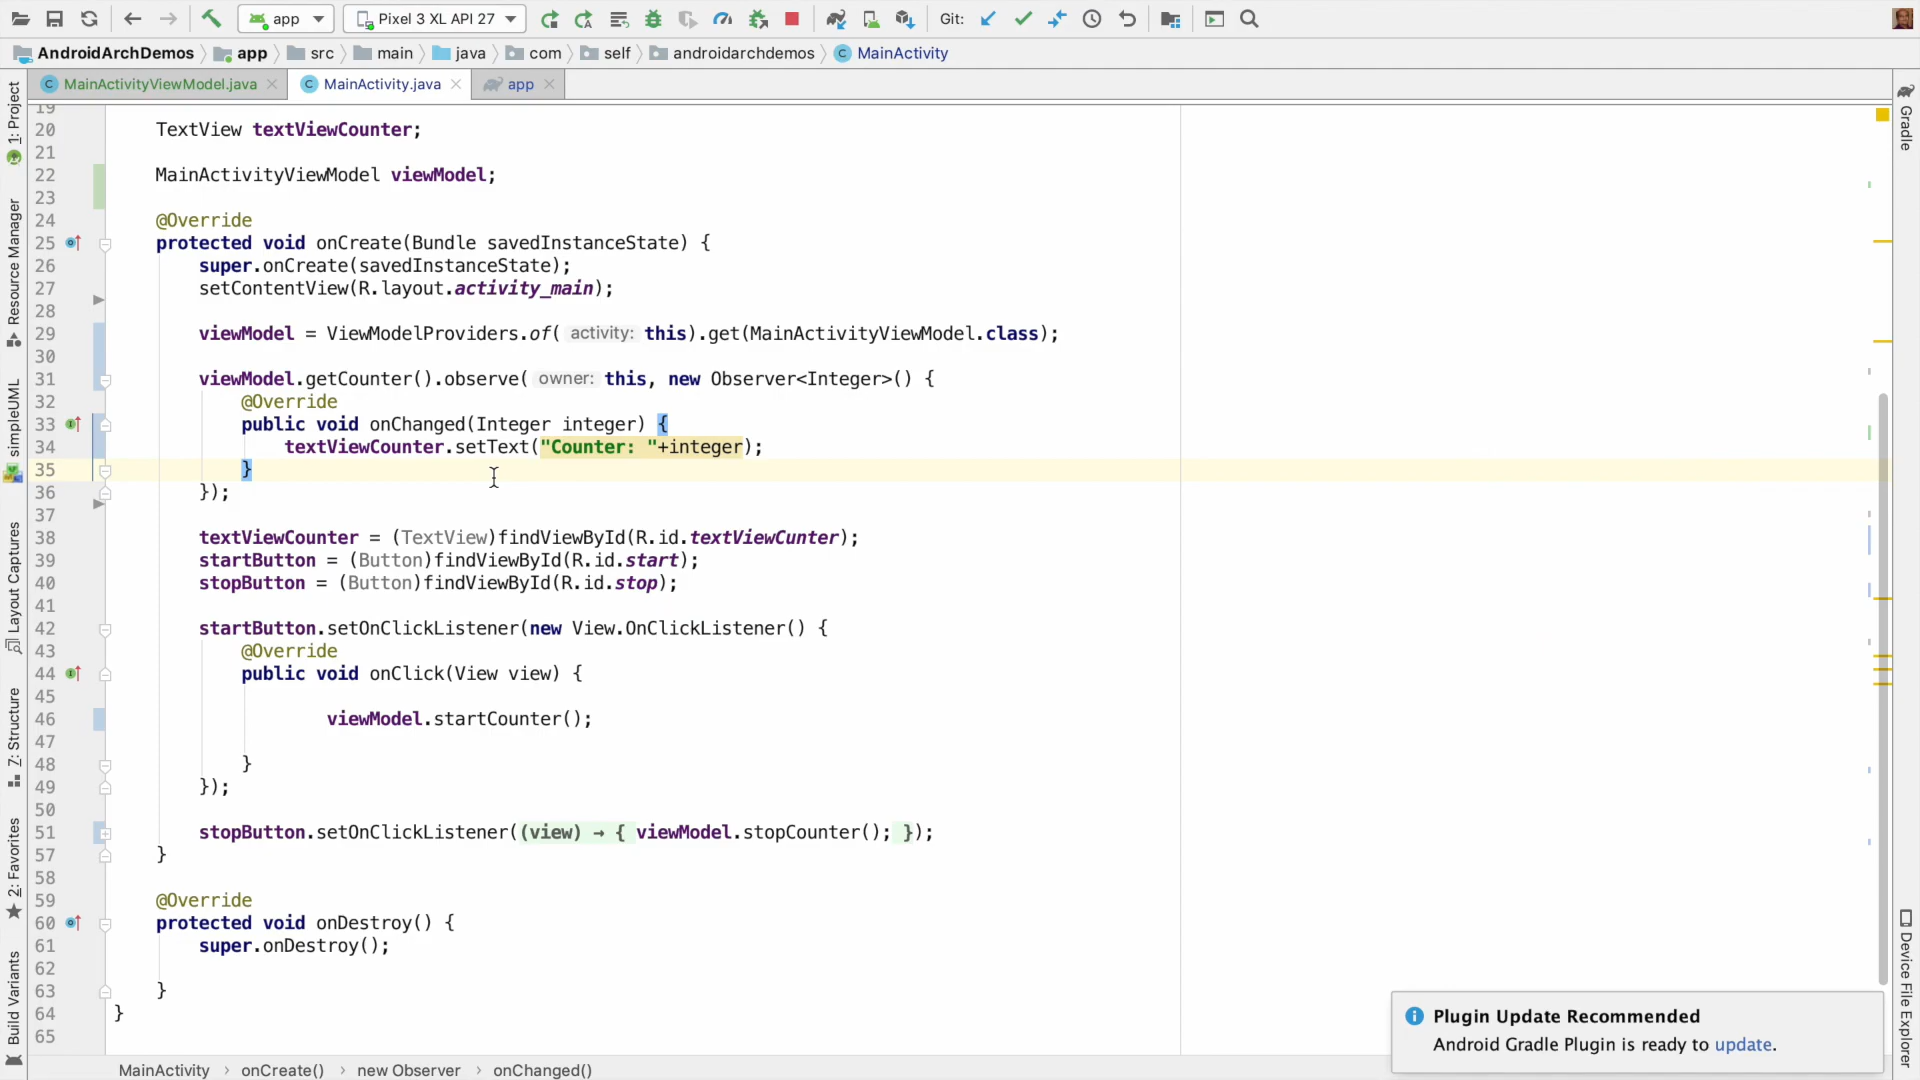 app
Pixel 3 XL API 27
Git:
AndroidArchDemos
app
src
main
java
com
self
androidarchdemos
MainActivity
MainActivityViewModel.java
MainActivity.java
app
1: Project
Resource Manager
simpleUML
Layout Captures
7: Structure
2: Favorites
Build Variants
19
20 TextView textViewCounter;
21
22 MainActivityViewModel viewModel;
23
24 @Override
25 protected void onCreate(Bundle savedInstanceState) {
26 super.onCreate(savedInstanceState);
27 setContentView(R.layout.activity_main);
28
29 viewModel = ViewModelProviders.of( activity: this).get(MainActivityViewModel.class);
30
31 viewModel.getCounter().observe( owner: this, new Observer<Integer>() {
32 @Override
33 public void onChanged(Integer integer) {
34 textViewCounter.setText("Counter: "+integer);
35 }
36 });
37
38 textViewCounter = (TextView)findViewById(R.id.textViewCunter);
39 startButton = (Button)findViewById(R.id.start);
40 stopButton = (Button)findViewById(R.id.stop);
41
42 startButton.setOnClickListener(new View.OnClickListener() {
43 @Override
44 public void onClick(View view) {
45
46 viewModel.startCounter();
47
48 }
49 });
50
51 stopButton.setOnClickListener((view) → { viewModel.stopCounter(); });
57 }
58
59 @Override
60 protected void onDestroy() {
61 super.onDestroy();
62
63 }
64 }
65
Gradle
Device File Explorer
Plugin Update Recommended
Android Gradle Plugin is ready to update.
MainActivity › onCreate() › new Observer › onChanged()